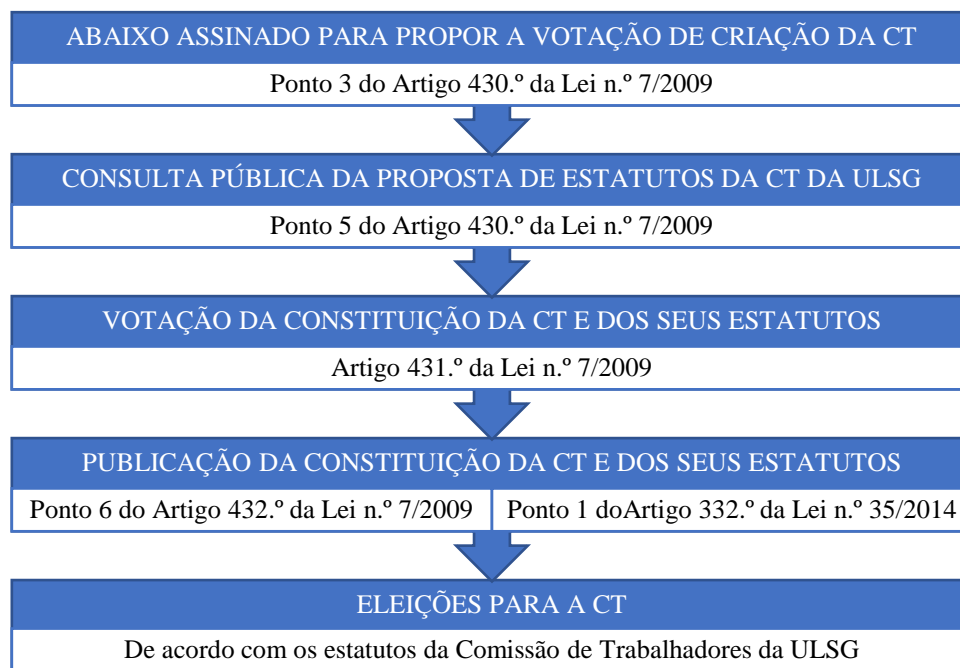 ABAIXO ASSINADO PARA PROPOR A VOTAÇÃO DE CRIAÇÃO DA CT
Ponto 3 do Artigo 430.º da Lei n.º 7/2009
CONSULTA PÚBLICA DA PROPOSTA DE ESTATUTOS DA CT DA ULSG
Ponto 5 do Artigo 430.º da Lei n.º 7/2009
VOTAÇÃO DA CONSTITUIÇÃO DA CT E DOS SEUS ESTATUTOS
Artigo 431.º da Lei n.º 7/2009
PUBLICAÇÃO DA CONSTITUIÇÃO DA CT E DOS SEUS ESTATUTOS
Ponto 6 do Artigo 432.º da Lei n.º 7/2009
Ponto 1 doArtigo 332.º da Lei n.º 35/2014
ELEIÇÕES PARA A CT
De acordo com os estatutos da Comissão de Trabalhadores da ULSG